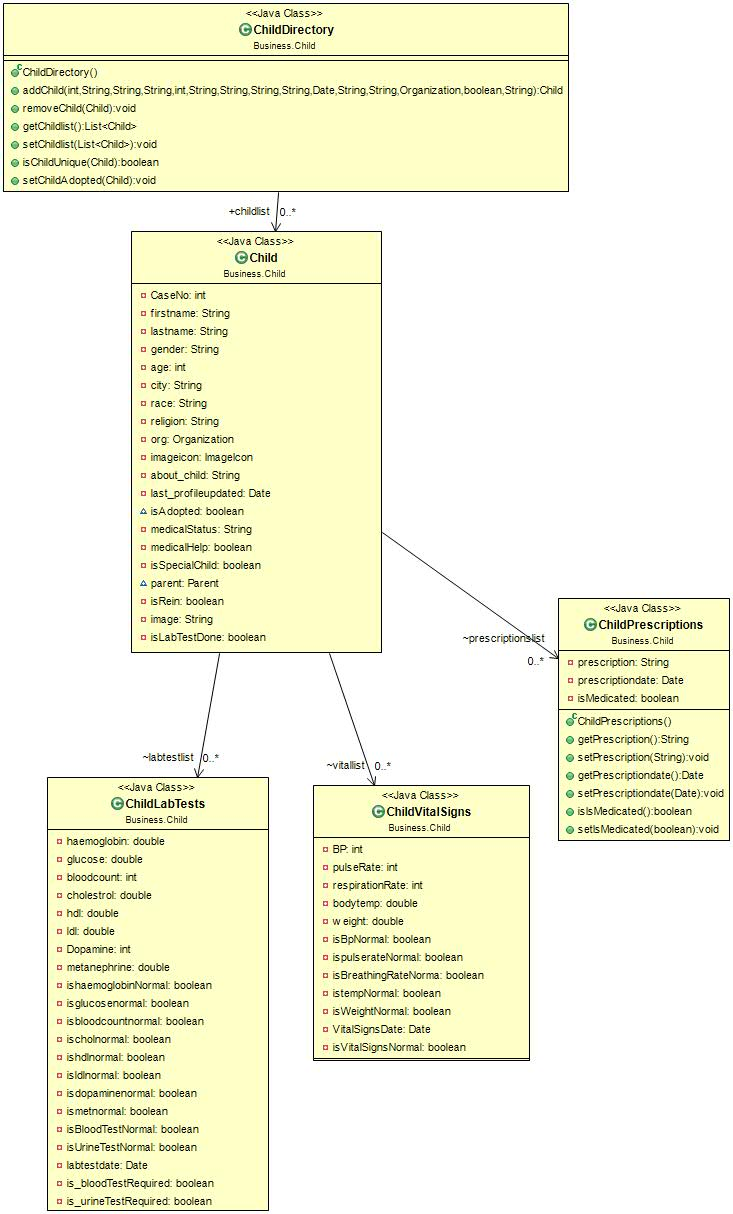 <<Java Class>>
ChildDirectory
Business.Child
ChildDirectory()
addChild(int,String,String,String,int,String,String,String,String,Date,String,String,Organization,boolean,String):Child
removeChild(Child):void
getChildlist():List<Child>
setChildlist(List<Child>):void
isChildUnique(Child):boolean
setChildAdopted(Child):void
+childlist 0..*
<<Java Class>>
Child
Business.Child
CaseNo: int
firstname: String
lastname: String
gender: String
age: int
city: String
race: String
religion: String
org: Organization
imageicon: ImageIcon
about_child: String
last_profileupdated: Date
isAdopted: boolean
medicalStatus: String
medicalHelp: boolean
isSpecialChild: boolean
parent: Parent
isRein: boolean
image: String
isLabTestDone: boolean
~prescriptionslist
0..*
<<Java Class>>
ChildPrescriptions
Business.Child
prescription: String
prescriptiondate: Date
isMedicated: boolean
ChildPrescriptions()
getPrescription():String
setPrescription(String):void
getPrescriptiondate():Date
setPrescriptiondate(Date):void
isIsMedicated():boolean
setIsMedicated(boolean):void
~labtestlist 0..*
<<Java Class>>
ChildLabTests
Business.Child
haemoglobin: double
glucose: double
bloodcount: int
cholestrol: double
hdl: double
ldl: double
Dopamine: int
metanephrine: double
ishaemoglobinNormal: boolean
isglucosenormal: boolean
isbloodcountnormal: boolean
ischolnormal: boolean
ishdlnormal: boolean
isldlnormal: boolean
isdopaminenormal: boolean
ismetnormal: boolean
isBloodTestNormal: boolean
isUrineTestNormal: boolean
labtestdate: Date
is_bloodTestRequired: boolean
is_urineTestRequired: boolean
~vitallist 0..*
<<Java Class>>
ChildVitalSigns
Business.Child
BP: int
pulseRate: int
respirationRate: int
bodytemp: double
weight: double
isBpNormal: boolean
ispulserateNormal: boolean
isBreathingRateNorma: boolean
istempNormal: boolean
isWeightNormal: boolean
VitalSignsDate: Date
isVitalSignsNormal: boolean